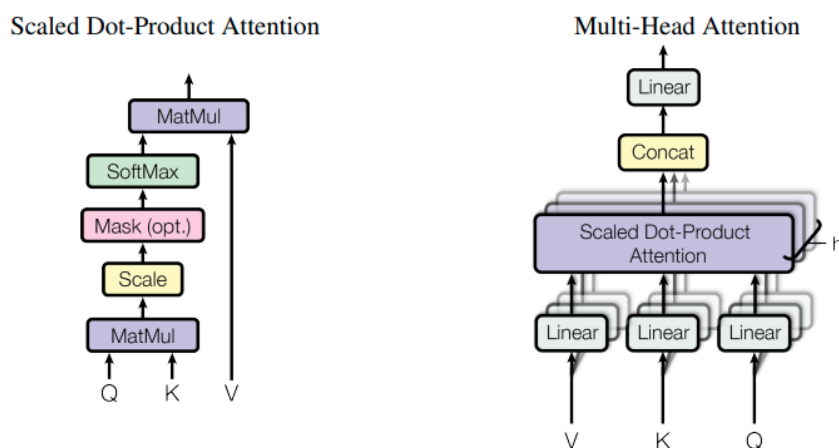 Scaled Dot-Product Attention
MatMul
SoftMax
Mask (opt.)
Scale
MatMul
Q K V
Multi-Head Attention
Linear
Concat
Scaled Dot-Product
Attention
h
Linear Linear Linear
V K Q